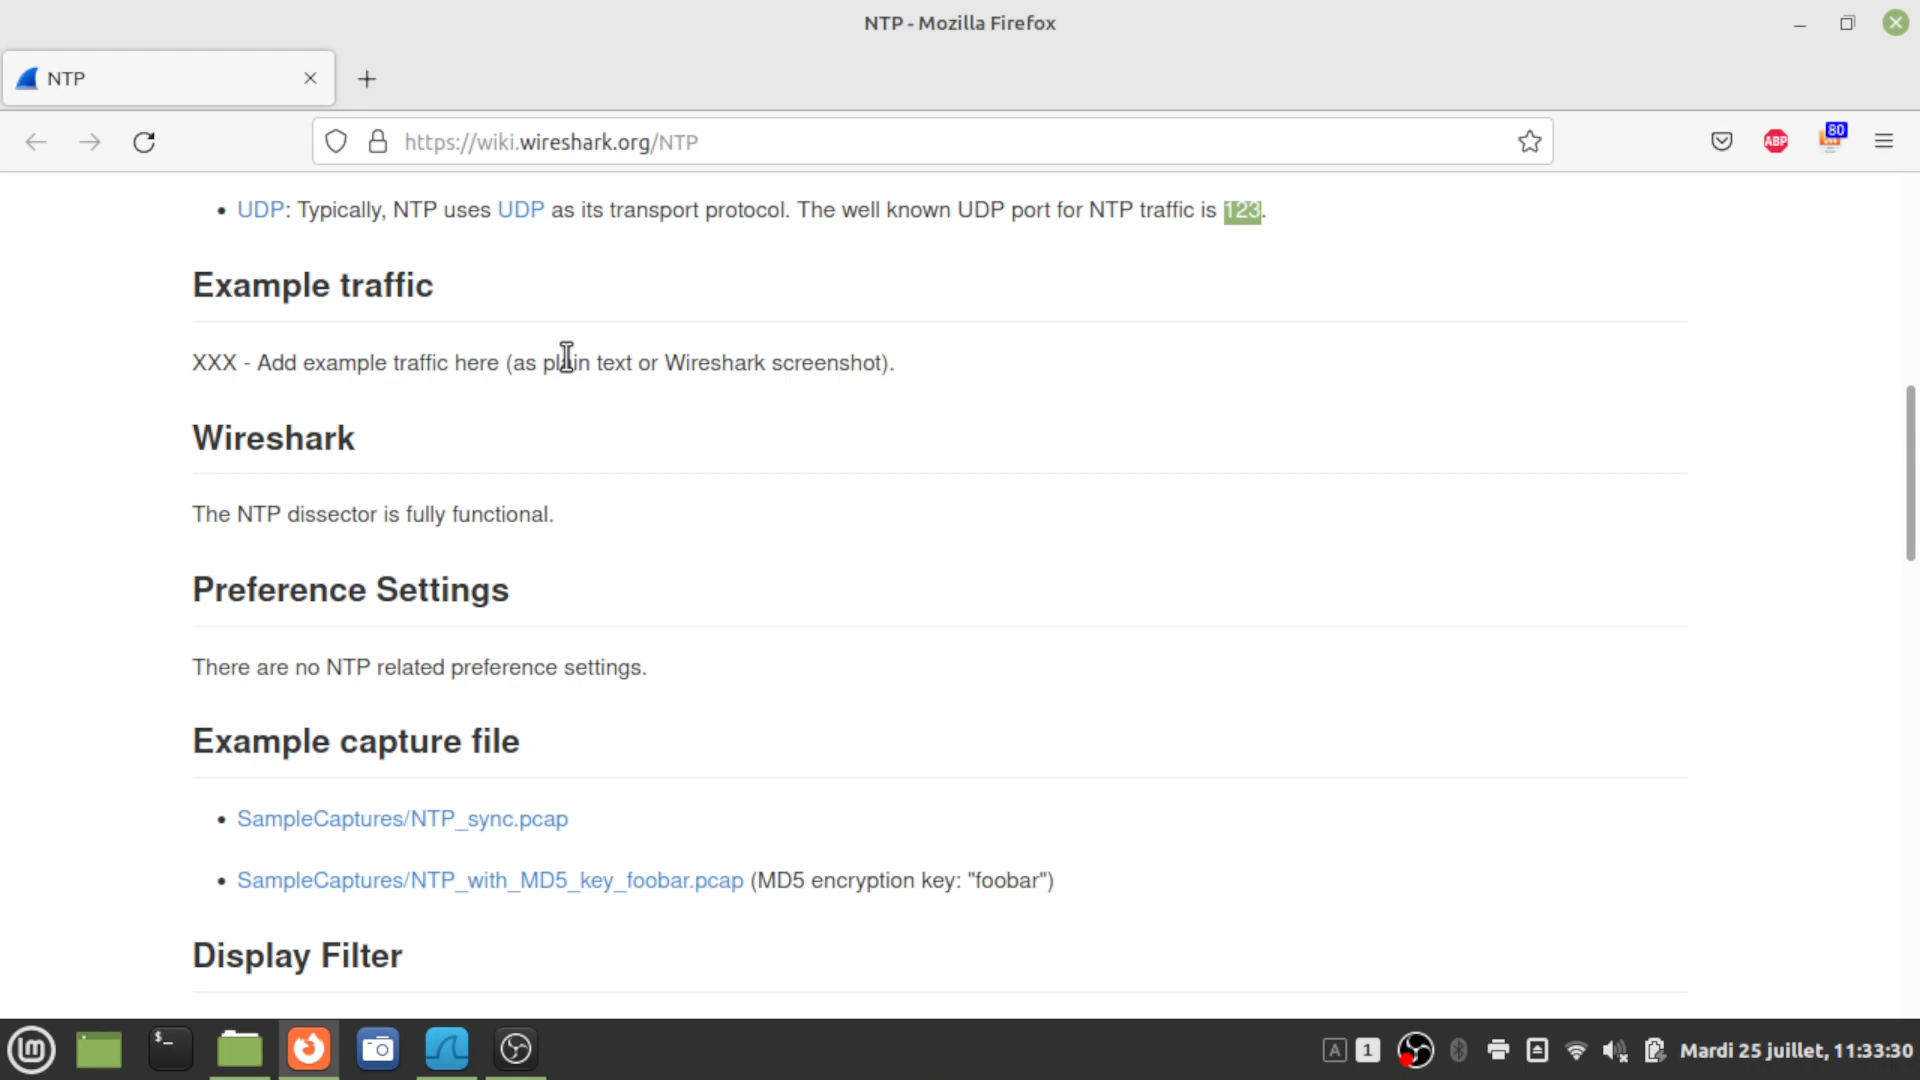 NTP - Mozilla Firefox
NTP
https://wiki.wireshark.org/NTP
ABP
80
• UDP: Typically, NTP uses UDP as its transport protocol. The well known UDP port for NTP traffic is 123.
Example traffic
XXX - Add example traffic here (as plain text or Wireshark screenshot).
Wireshark
The NTP dissector is fully functional.
Preference Settings
There are no NTP related preference settings.
Example capture file
• SampleCaptures/NTP_sync.pcap
• SampleCaptures/NTP_with_MD5_key_foobar.pcap (MD5 encryption key: "foobar")
Display Filter
$_
A
1
Mardi 25 juillet, 11:33:30